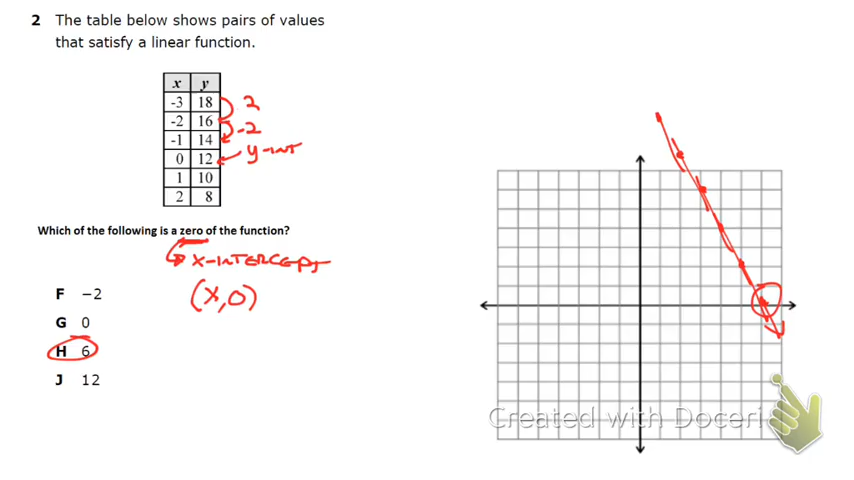 2 The table below shows pairs of values
that satisfy a linear function.
x y
-3 18
2
-2 16
-2
-1 14
y-INT
0 12
1 10
2 8
Which of the following is a zero of the function?
X-INTERCEPT
(X,0)
F −2
G 0
H 6
J 12
Created with Doceri